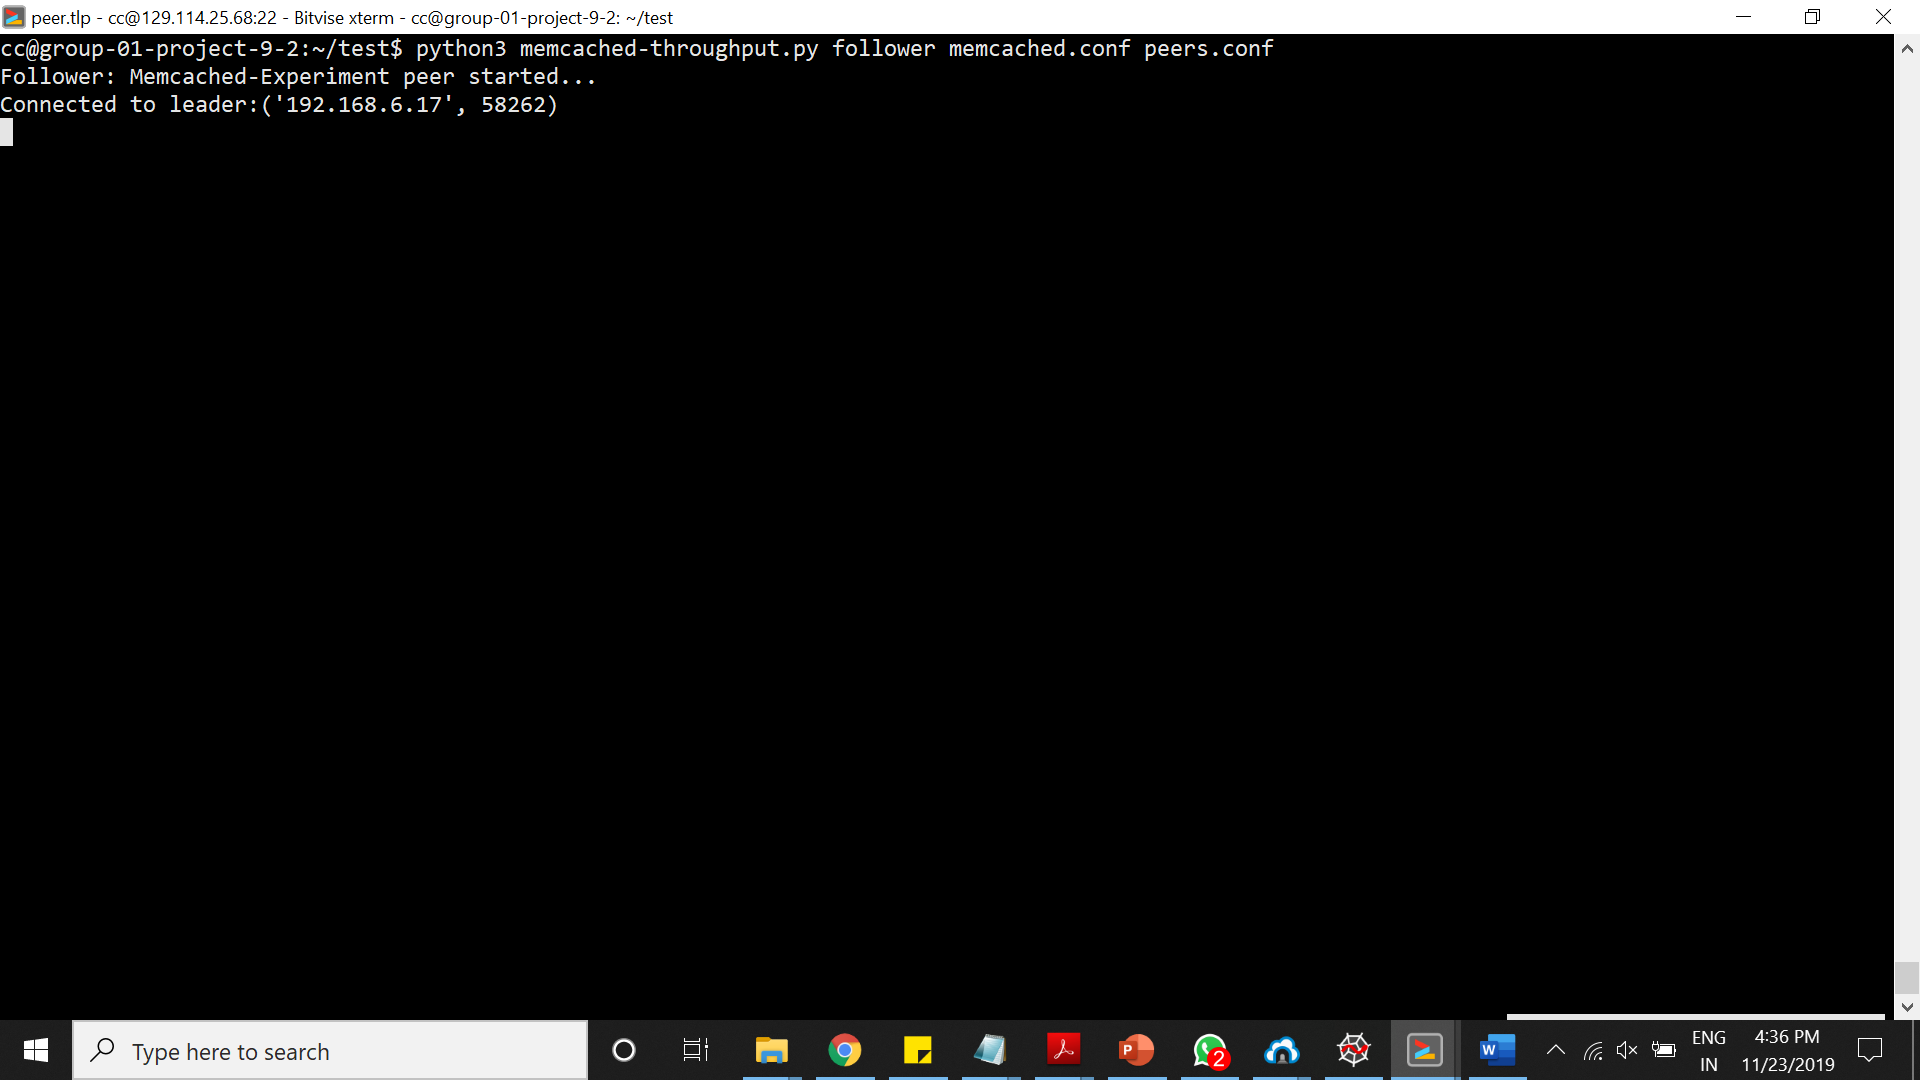 peer.tlp - cc@129.114.25.68:22 - Bitvise xterm - cc@group-01-project-9-2: ~/test
cc@group-01-project-9-2:~/test$ python3 memcached-throughput.py follower memcached.conf peers.conf
Follower: Memcached-Experiment peer started...
Connected to leader:('192.168.6.17', 58262)
Type here to search
P
2
W
ENG
IN
4:36 PM
11/23/2019